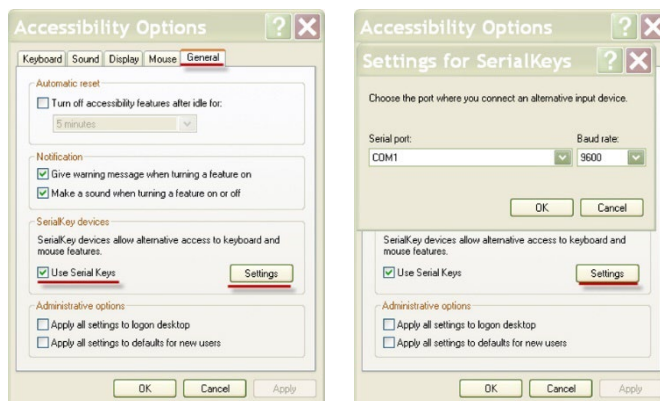 Accessibility Options
Keyboard Sound Display Mouse General
Automatic reset
Turn off accessibility features after idle for:
5 minutes
Notification
Give warning message when turning a feature on
Make a sound when turning a feature on or off
SerialKey devices
SerialKey devices allow alternative access to keyboard and
mouse features.
Use Serial Keys Settings
Administrative options
Apply all settings to logon desktop
Apply all settings to defaults for new users
OK Cancel Apply
Accessibility Options
Settings for SerialKeys
Choose the port where you connect an alternative input device.
Serial port: Baud rate:
COM1 9600
OK Cancel
SerialKey devices allow alternative access to keyboard and
mouse features.
Use Serial Keys Settings
Administrative options
Apply all settings to logon desktop
Apply all settings to defaults for new users
OK Cancel Apply